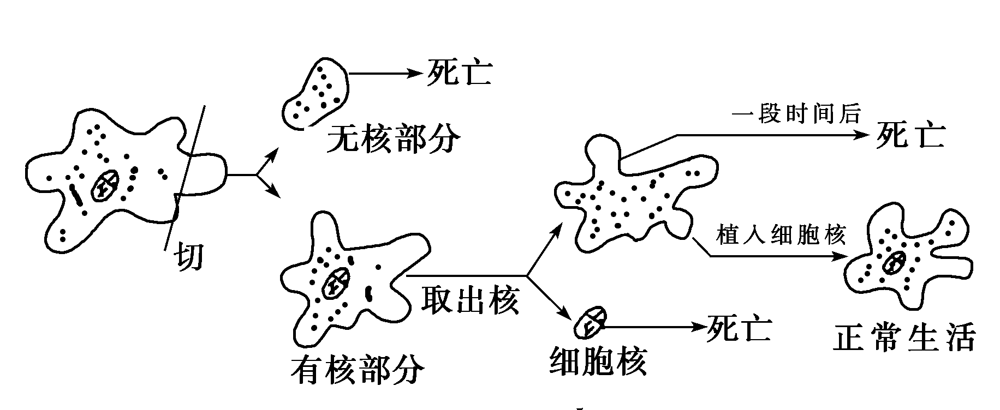 死亡
无核部分
一段时间后
死亡
切
植入细胞核
取出核
死亡
正常生活
细胞核
有核部分